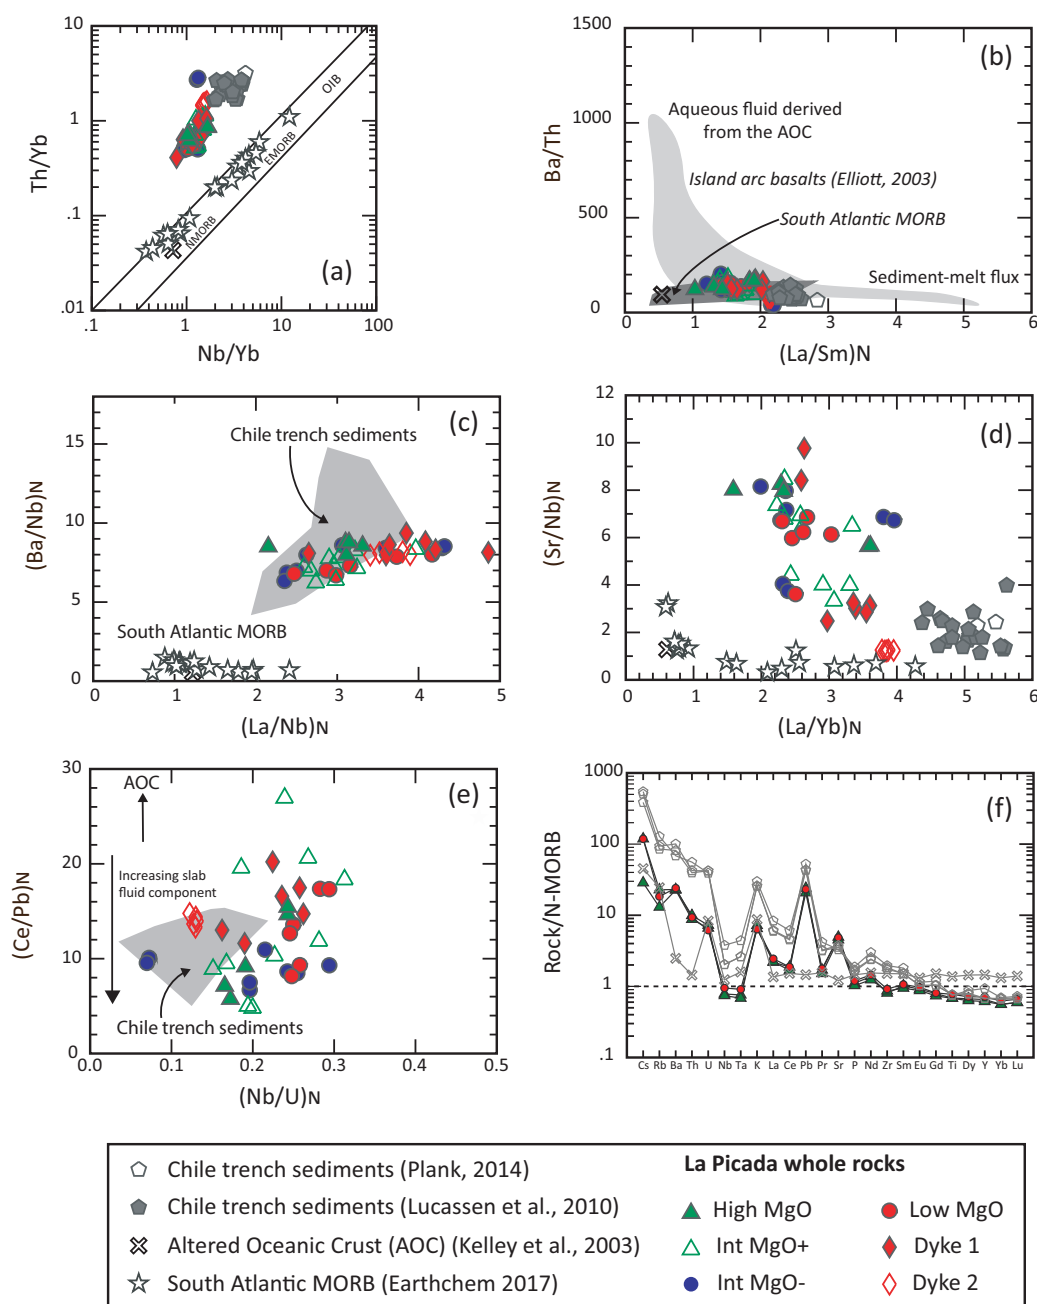 10
1
.1
.01
.1
1
10
100
Th/Yb
Nb/Yb
OIB
EMORB
NMORB
(a)
1500
1000
500
0
0
1
2
3
4
5
6
Ba/Th
(La/Sm)N
(b)
Aqueous fluid derived
from the AOC
Island arc basalts (Elliott, 2003)
South Atlantic MORB
Sediment-melt flux
15
10
5
0
0
1
2
3
4
5
(Ba/Nb)N
(La/Nb)N
(c)
Chile trench sediments
South Atlantic MORB
12
10
8
6
4
2
0
0
1
2
3
4
5
6
(Sr/Nb)N
(La/Yb)N
(d)
30
20
10
0
0.0
0.1
0.2
0.3
0.4
0.5
(Ce/Pb)N
(Nb/U)N
(e)
AOC
Increasing slab
fluid component
Chile trench sediments
1000
100
10
1
.1
Rock/N-MORB
(f)
Cs Rb Ba Th U Nb Ta K La Ce Pb Pr Sr P Nd Zr Sm Eu Gd Ti Dy Y Yb Lu
Chile trench sediments (Plank, 2014)
Chile trench sediments (Lucassen et al., 2010)
Altered Oceanic Crust (AOC) (Kelley et al., 2003)
South Atlantic MORB (Earthchem 2017)
La Picada whole rocks
High MgO
Low MgO
Int MgO+
Dyke 1
Int MgO-
Dyke 2